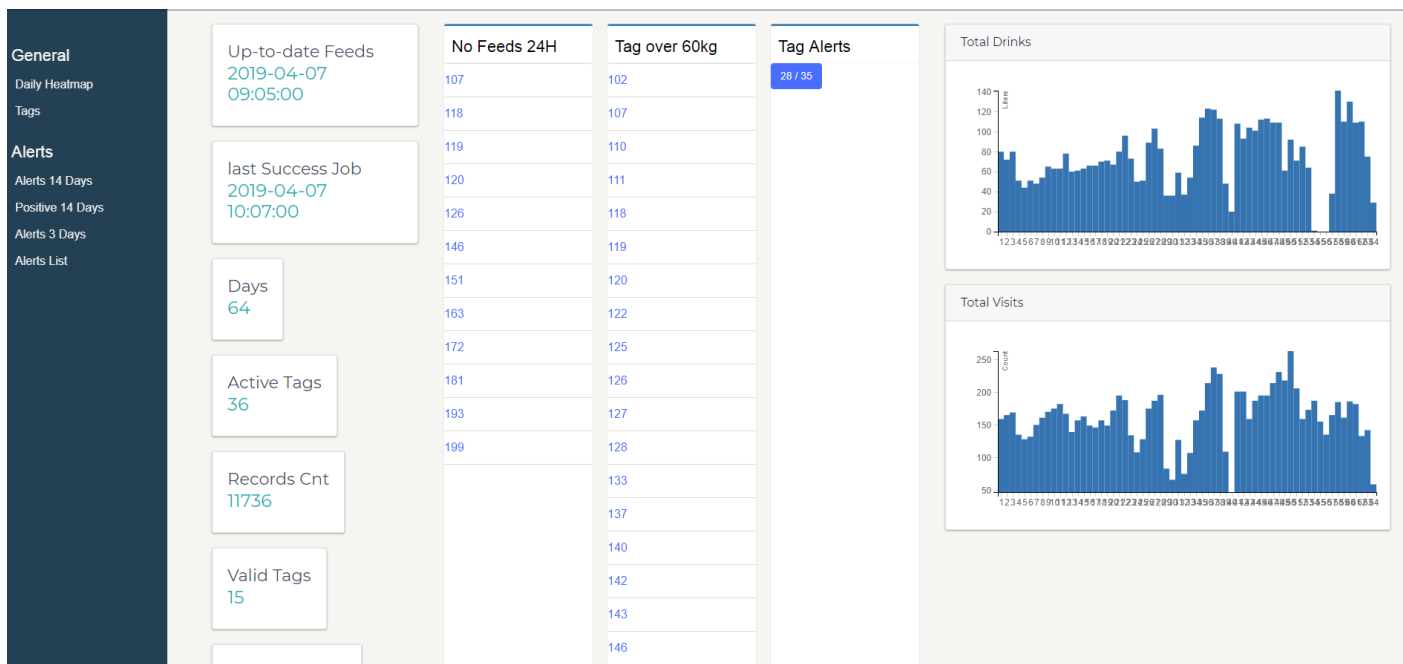 General
Daily Heatmap
Tags
Alerts
Alerts 14 Days
Positive 14 Days
Alerts 3 Days
Alerts List
Up-to-date Feeds
2019-04-07
09:05:00
last Success Job
2019-04-07
10:07:00
Days
64
Active Tags
36
Records Cnt
11736
Valid Tags
15
No Feeds 24H
107
118
119
120
126
146
151
163
172
181
193
199
Tag over 60kg
102
107
110
111
118
119
120
122
125
126
127
128
133
137
140
142
143
146
Tag Alerts
28 / 35
Total Drinks
Liters
140
120
100
80
60
40
20
0
Total Visits
Count
250
200
150
100
50